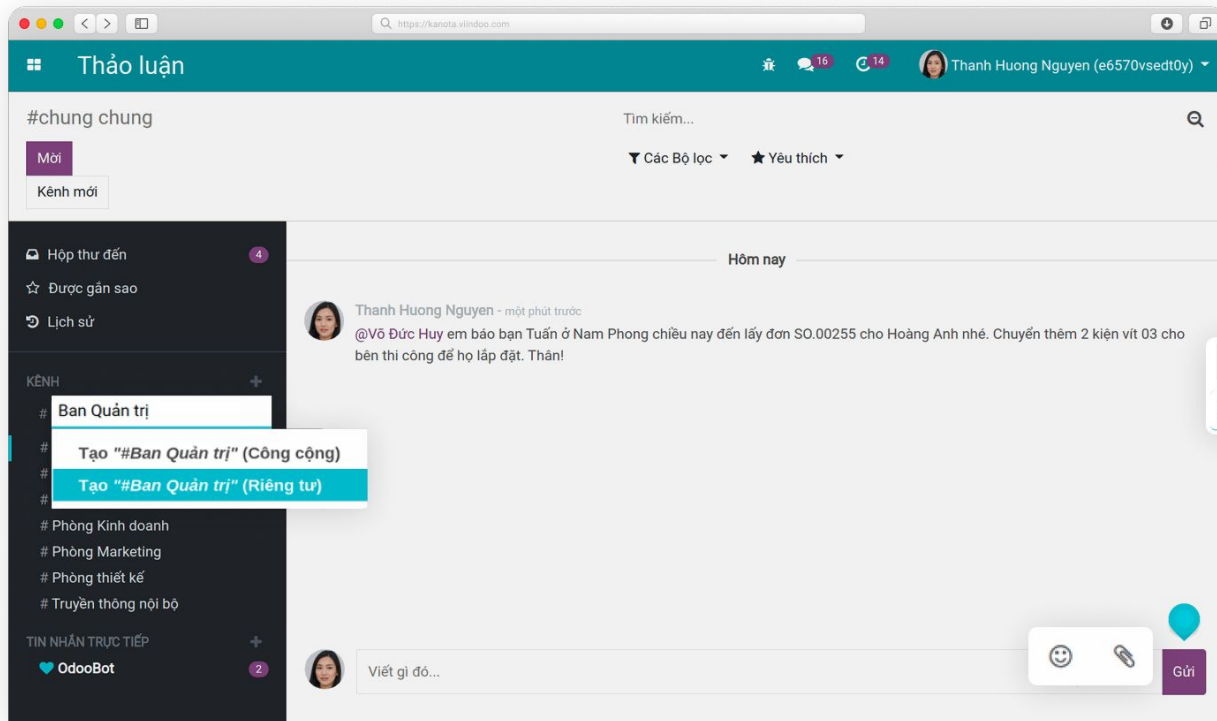 https://kanota.viindoo.com
Thảo luận
16
14
Thanh Huong Nguyen (e6570vsedt0y)
#chung chung
Tìm kiếm...
Mời
Các Bộ lọc
Yêu thích
Kênh mới
Hộp thư đến
4
Được gắn sao
Lịch sử
Hôm nay
Thanh Huong Nguyen - một phút trước
@Võ Đức Huy em báo bạn Tuấn ở Nam Phong chiều nay đến lấy đơn SO.00255 cho Hoàng Anh nhé. Chuyển thêm 2 kiện vít 03 cho
bên thi công để họ lắp đặt. Thân!
KÊNH
# Ban Quản trị
# Tạo "#Ban Quản trị" (Công cộng)
#
# Tạo "#Ban Quản trị" (Riêng tư)
# Phòng Kinh doanh
# Phòng Marketing
# Phòng thiết kế
# Truyền thông nội bộ
TIN NHẮN TRỰC TIẾP
OdooBot
2
Viết gì đó...
Gửi